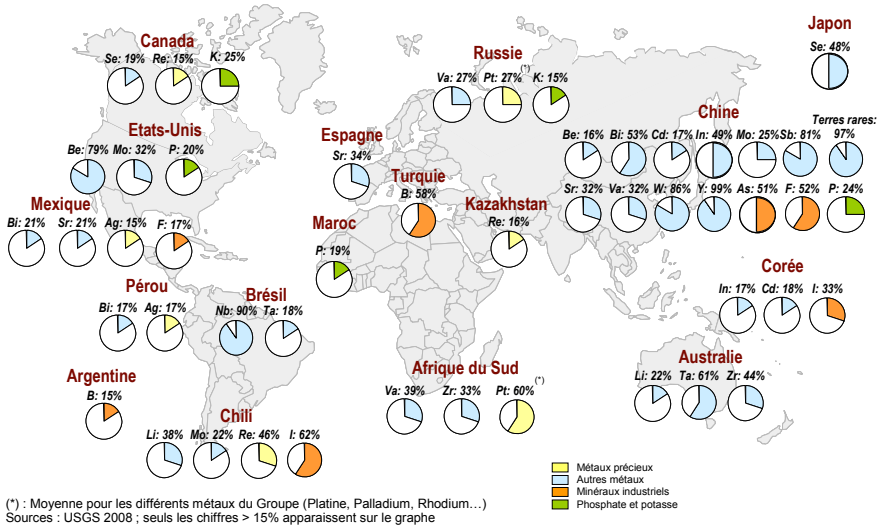 Japon
Se: 48%
Canada
Se: 19% Re: 15% K: 25%
Russie
(*)
Va: 27% Pt: 27% K: 15%
Chine
Terres rares:
Be: 16% Bi: 53% Cd: 17% In: 49% Mo: 25% Sb: 81% 97%
Sr: 32% Va: 32% W: 86% Y: 99% As: 51% F: 52% P: 24%
Etats-Unis
Be: 79% Mo: 32% P: 20%
Espagne
Sr: 34%
Turquie
B: 58%
Mexique
Bi: 21% Sr: 21% Ag: 15% F: 17%
Maroc
P: 19%
Kazakhstan
Re: 16%
Corée
In: 17% Cd: 18% I: 33%
Pérou
Bi: 17% Ag: 17%
Brésil
Nb: 90% Ta: 18%
Argentine
B: 15%
Chili
Li: 38% Mo: 22% Re: 46% I: 62%
Afrique du Sud
(*)
Va: 39% Zr: 33% Pt: 60%
Australie
Li: 22% Ta: 61% Zr: 44%
Métaux précieux
Autres métaux
Minéraux industriels
Phosphate et potasse
(*) : Moyenne pour les différents métaux du Groupe (Platine, Palladium, Rhodium…)
Sources : USGS 2008 ; seuls les chiffres > 15% apparaissent sur le graphe